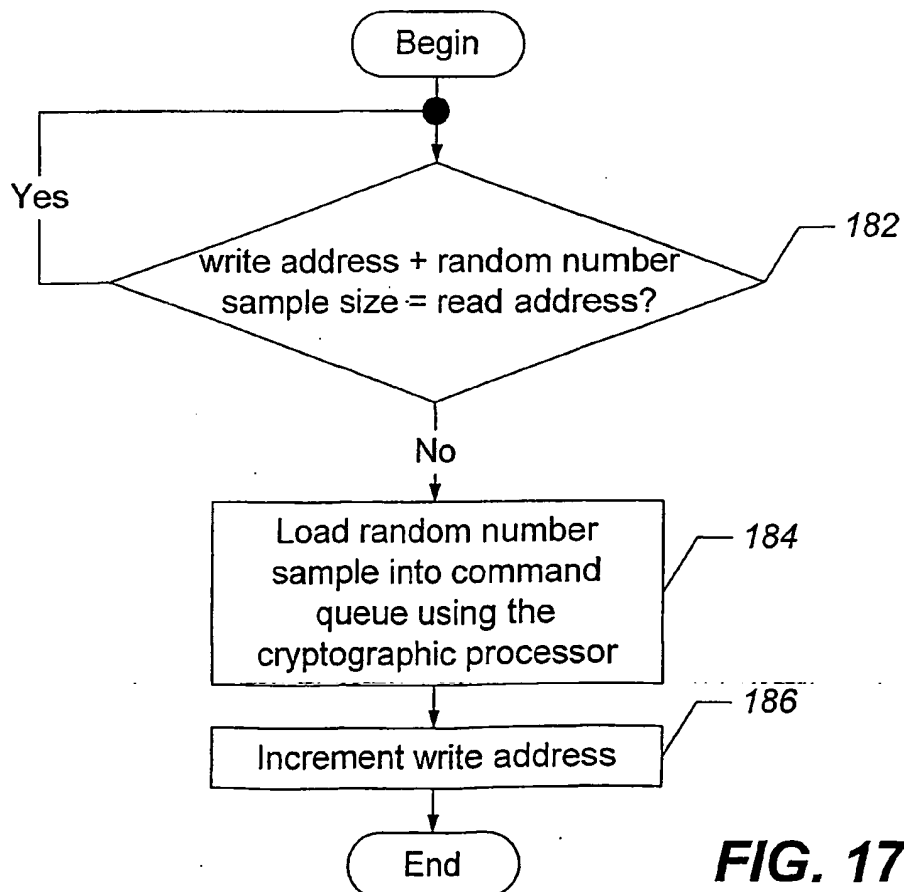 Begin
Yes
write address + random number
sample size = read address?
182
No
Load random number
sample into command
queue using the
cryptographic processor
184
186
Increment write address
End
FIG. 17